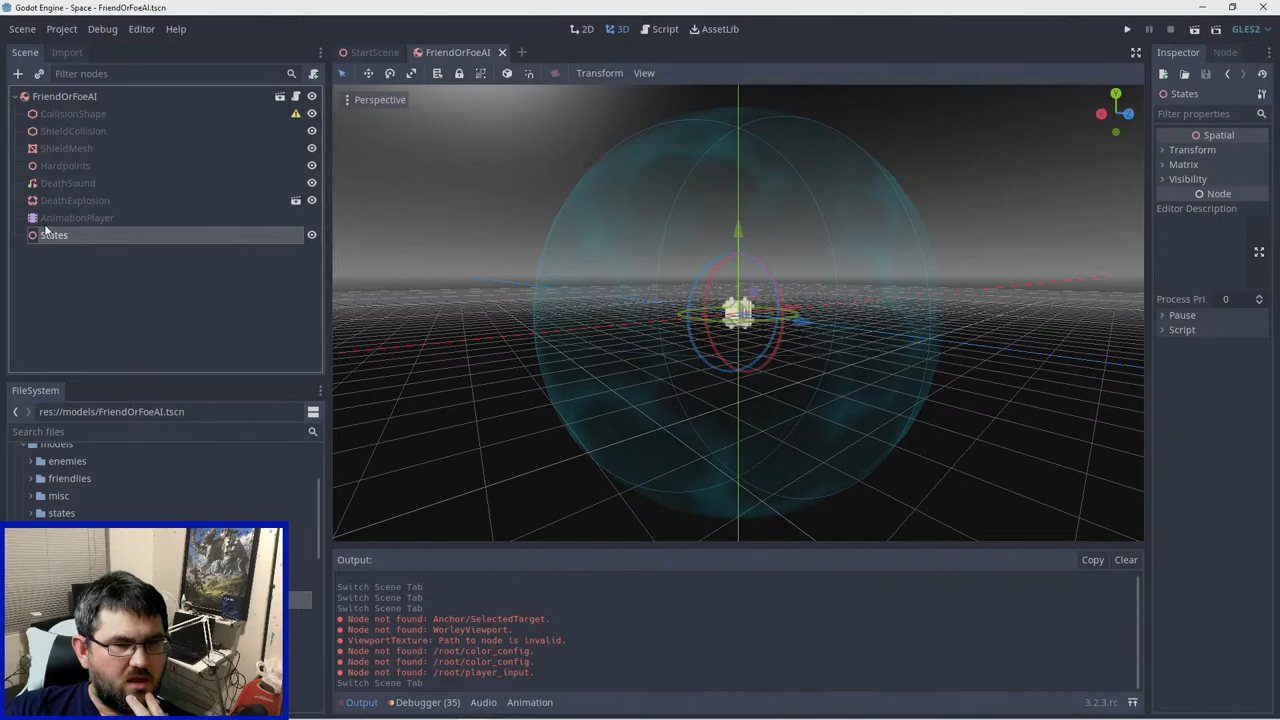 Godot Engine - Space - FriendOrFoeAI.tscn
Scene Project Debug Editor Help
2D 3D Script AssetLib
GLES2
Scene Import
StartScene FriendOrFoeAI
Inspector Node
Filter nodes
Transform View
FriendOrFoeAI
CollisionShape
ShieldCollision
ShieldMesh
Hardpoints
DeathSound
DeathExplosion
AnimationPlayer
States
Perspective
Y
X
Z
States
Filter properties
Spatial
Transform
Matrix
Visibility
Node
Editor Description
Process Pri 0
Pause
Script
FileSystem
res://models/FriendOrFoeAI.tscn
Search files
models
enemies
friendlies
misc
states
Output:
Copy Clear
Switch Scene Tab
Switch Scene Tab
Switch Scene Tab
Node not found: Anchor/SelectedTarget.
Node not found: WorleyViewport.
ViewportTexture: Path to node is invalid.
Node not found: /root/color_config.
Node not found: /root/color_config.
Node not found: /root/player_input.
Switch Scene Tab
Output Debugger (35) Audio Animation
3.2.3.rc